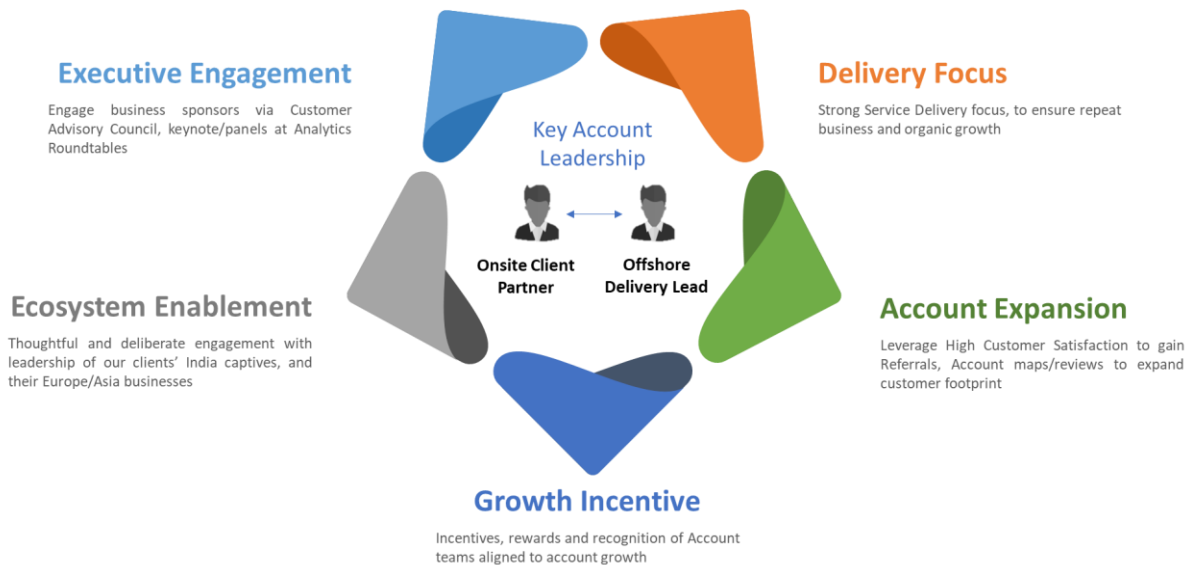 Executive Engagement
Engage business sponsors via Customer
Advisory Council, keynote/panels at Analytics
Roundtables
Delivery Focus
Strong Service Delivery focus, to ensure repeat
business and organic growth
Key Account
Leadership
Onsite Client
Partner
Offshore
Delivery Lead
Ecosystem Enablement
Thoughtful and deliberate engagement with
leadership of our clients’ India captives, and
their Europe/Asia businesses
Account Expansion
Leverage High Customer Satisfaction to gain
Referrals, Account maps/reviews to expand
customer footprint
Growth Incentive
Incentives, rewards and recognition of Account
teams aligned to account growth